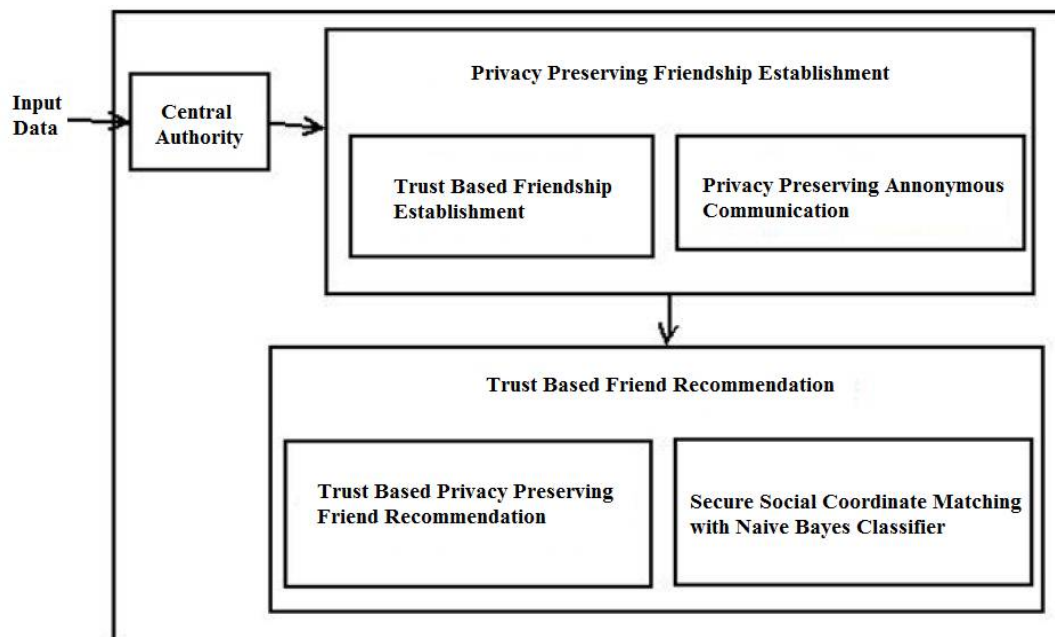 Privacy Preserving Friendship Establishment
Input
Data
Central
Authority
Trust Based Friendship
Establishment
Privacy Preserving Annonymous
Communication
Trust Based Friend Recommendation
Trust Based Privacy Preserving
Friend Recommendation
Secure Social Coordinate Matching
with Naive Bayes Classifier